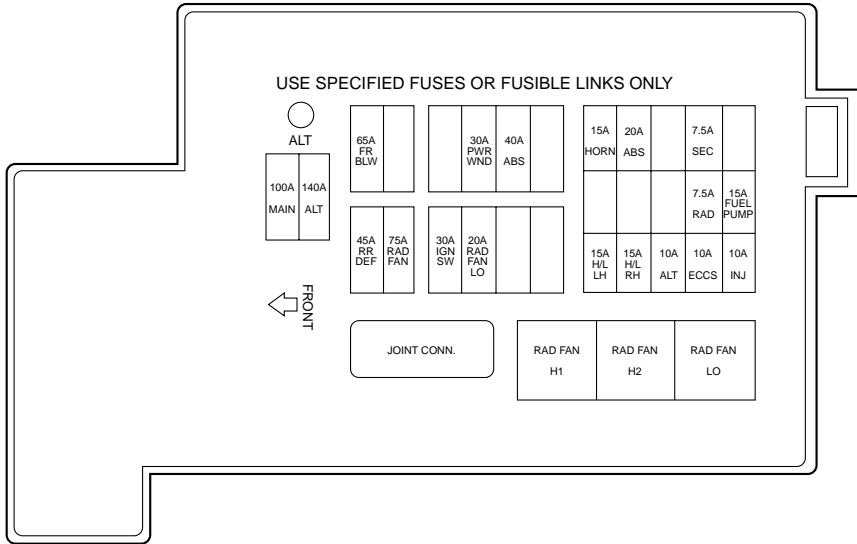 USE SPECIFIED FUSES OR FUSIBLE LINKS ONLY
ALT
100A
MAIN
140A
ALT
65A
FR
BLW
30A
PWR
WND
40A
ABS
15A
HORN
20A
ABS
7.5A
SEC
7.5A
RAD
15A
FUEL
PUMP
45A
RR
DEF
75A
RAD
FAN
30A
IGN
SW
20A
RAD
FAN
LO
15A
H/L
LH
15A
H/L
RH
10A
ALT
10A
ECCS
10A
INJ
FRONT
JOINT CONN.
RAD FAN
H1
RAD FAN
H2
RAD FAN
LO